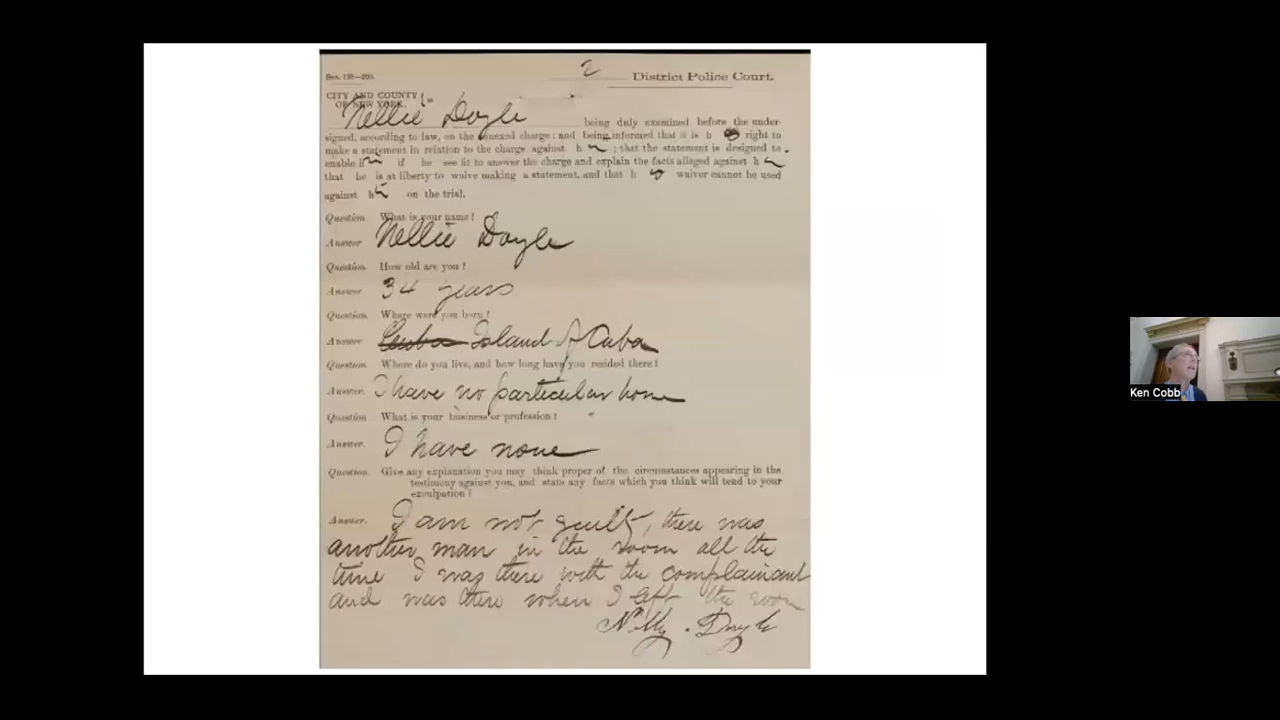 Sec. 198—200.
2 District Police Court.
CITY AND COUNTY
OF NEW YORK,
Nellie Doyle being duly examined before the under-
signed, according to law, on the annexed charge; and being informed that it is h right to
make a statement in relation to the charge against h ; that the statement is designed to
enable h if he see fit to answer the charge and explain the facts alleged against h
that he is at liberty to waive making a statement, and that h waiver cannot be used
against h on the trial.
Question. What is your name?
Answer. Nellie Doyle
Question. How old are you?
Answer. 34 years
Question. Where were you born?
Answer. Island of Cuba
Question. Where do you live, and how long have you resided there?
Answer. I have no particular home
Question. What is your business or profession?
Answer. I have none
Question. Give any explanation you may think proper of the circumstances appearing in the
testimony against you, and state any facts which you think will tend to your
exculpation?
Answer. I am not guilty, there was
another man in the room all the
time I was there with the complainant
and was there when I left the room
Nelly Doyle
Ken Cobb